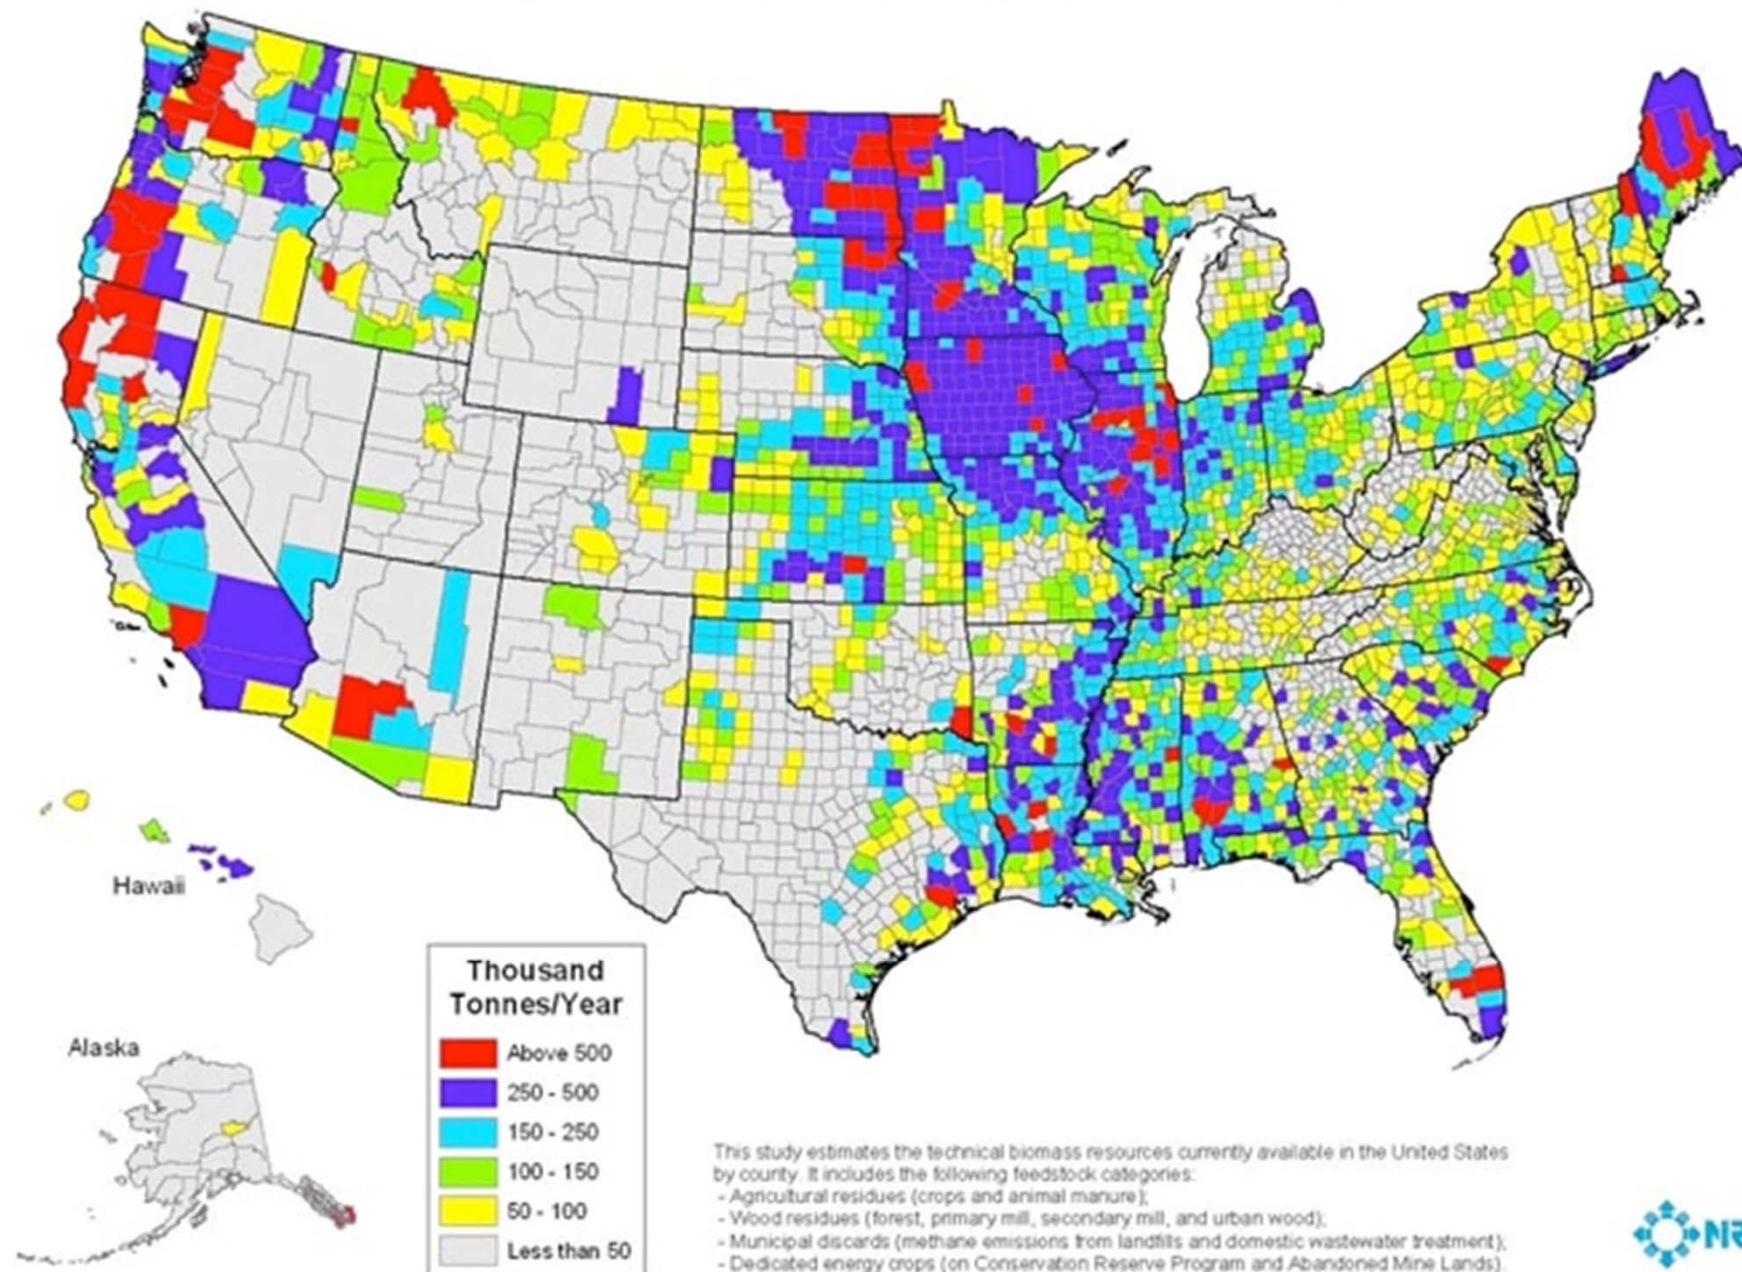 Hawaii
Alaska
Thousand
Tonnes/Year
Above 500
250 - 500
150 - 250
100 - 150
50 - 100
Less than 50
This study estimates the technical biomass resources currently available in the United States
by county. It includes the following feedstock categories:
- Agricultural residues (crops and animal manure);
- Wood residues (forest, primary mill, secondary mill, and urban wood);
- Municipal discards (methane emissions from landfills and domestic wastewater treatment);
- Dedicated energy crops (on Conservation Reserve Program and Abandoned Mine Lands).